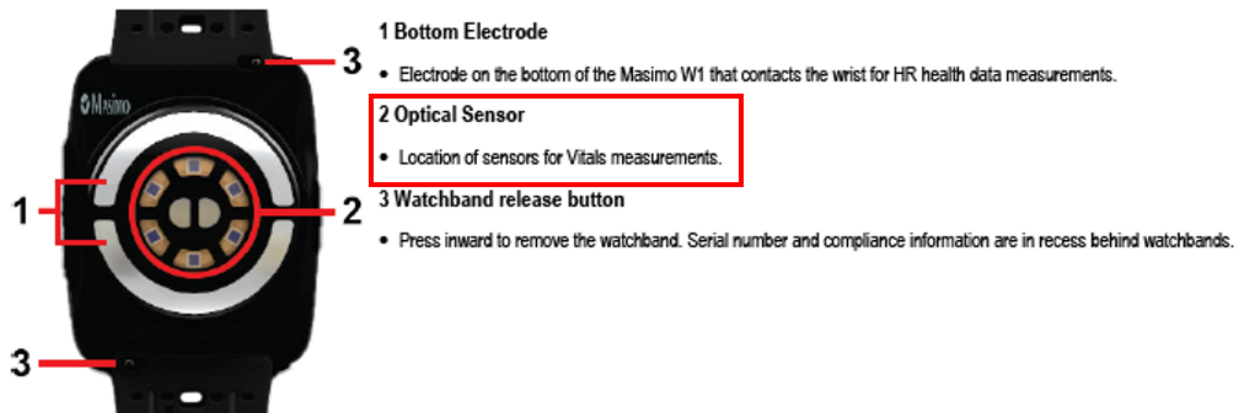 1 Bottom Electrode
• Electrode on the bottom of the Masimo W1 that contacts the wrist for HR health data measurements.
2 Optical Sensor
• Location of sensors for Vitals measurements.
3 Watchband release button
• Press inward to remove the watchband. Serial number and compliance information are in recess behind watchbands.
3
Masimo
1
2
3